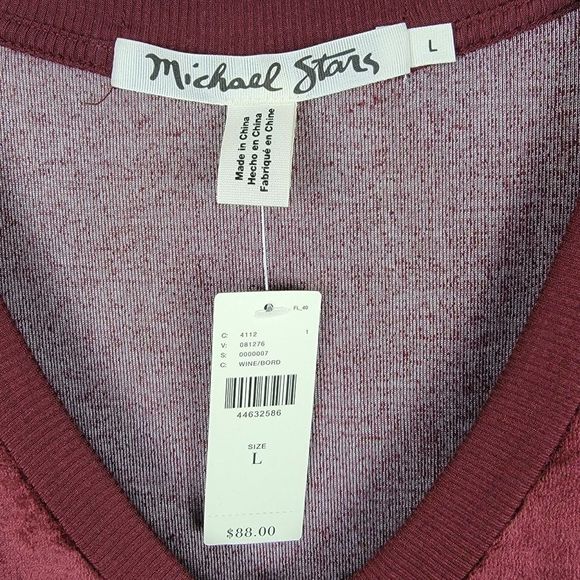 Michael Stars
L
Made in China
Hecho en China
Fabriqué en Chine
FL_40
C: 4112 1
V: 081276
S: 0000007
C: WINE/BORD
44632586
SIZE
L
$88.00